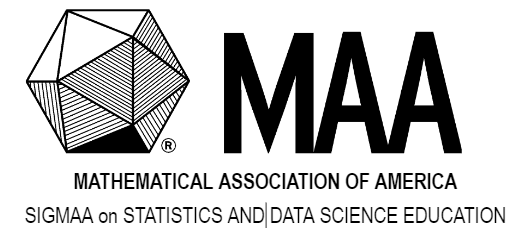 MAA
®
MATHEMATICAL ASSOCIATION OF AMERICA
SIGMAA on STATISTICS AND DATA SCIENCE EDUCATION